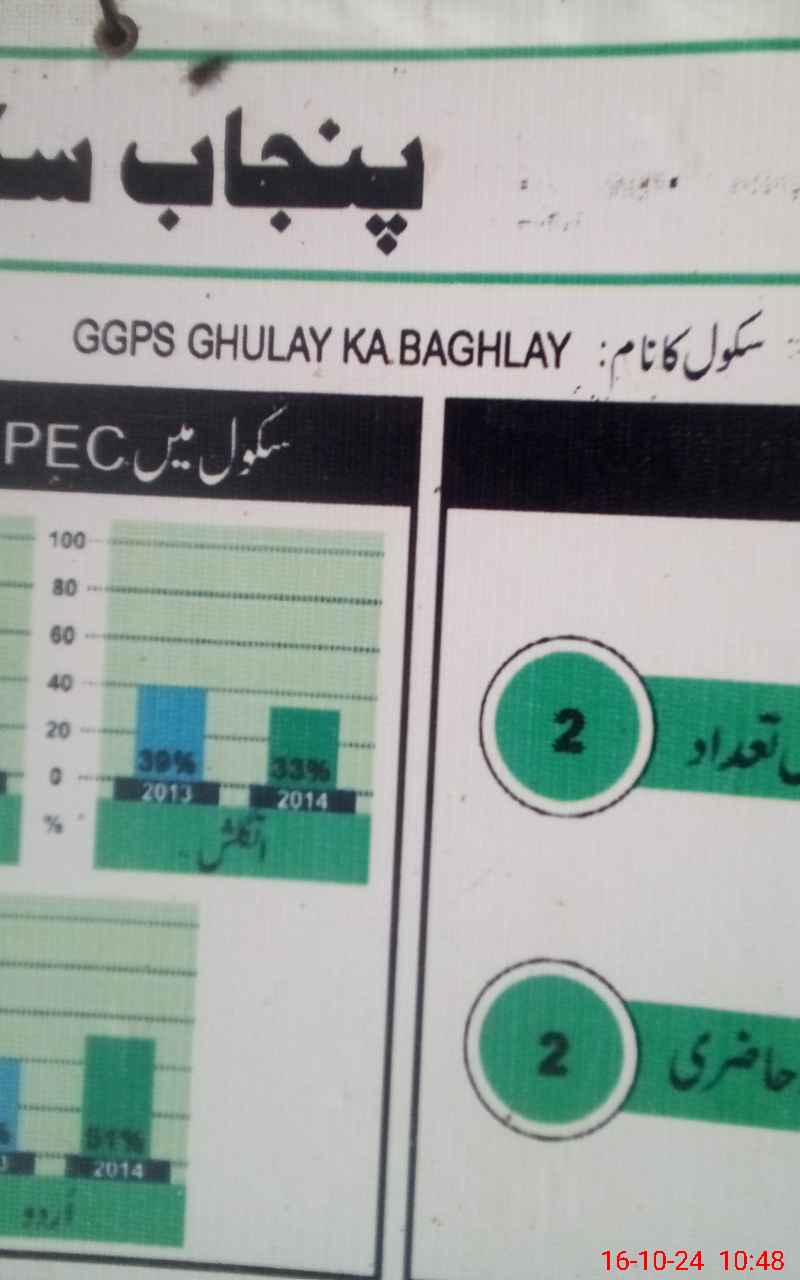 پنجاب
سکول کا نام: GGPS GHULAY KA BAGHLAY
سکول میں PEC
100
80
60
40
20
0
%
39% 33%
2013 2014
انگلش
2
تعداد
2
حاضری
51%
2014
اردو
16-10-24 10:48